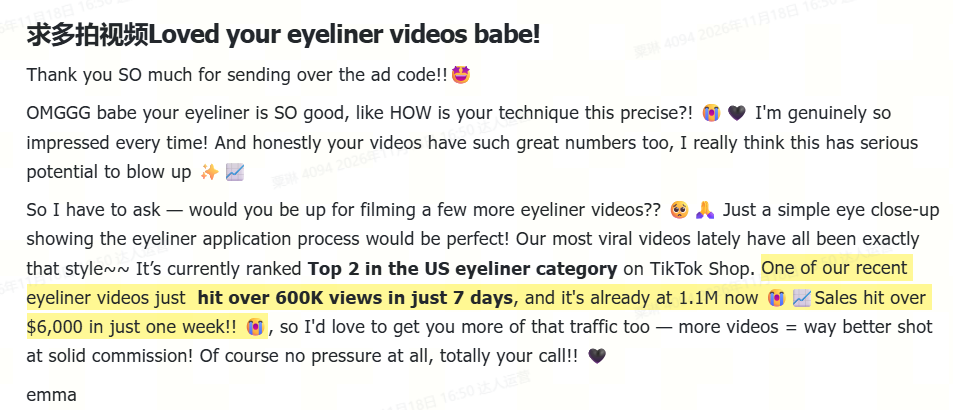 求多拍视频Loved your eyeliner videos babe!
Thank you SO much for sending over the ad code!!🤩
OMGGG babe your eyeliner is SO good, like HOW is your technique this precise?! 😭 🖤 I'm genuinely so
impressed every time! And honestly your videos have such great numbers too, I really think this has serious
potential to blow up ✨ 📈
So I have to ask — would you be up for filming a few more eyeliner videos?? 🥺 🙏 Just a simple eye close-up
showing the eyeliner application process would be perfect! Our most viral videos lately have all been exactly
that style~~ It’s currently ranked Top 2 in the US eyeliner category on TikTok Shop. One of our recent
eyeliner videos just hit over 600K views in just 7 days, and it's already at 1.1M now 😭 📈Sales hit over
$6,000 in just one week!! 😭, so I'd love to get you more of that traffic too — more videos = way better shot
at solid commission! Of course no pressure at all, totally your call!! 🖤
emma